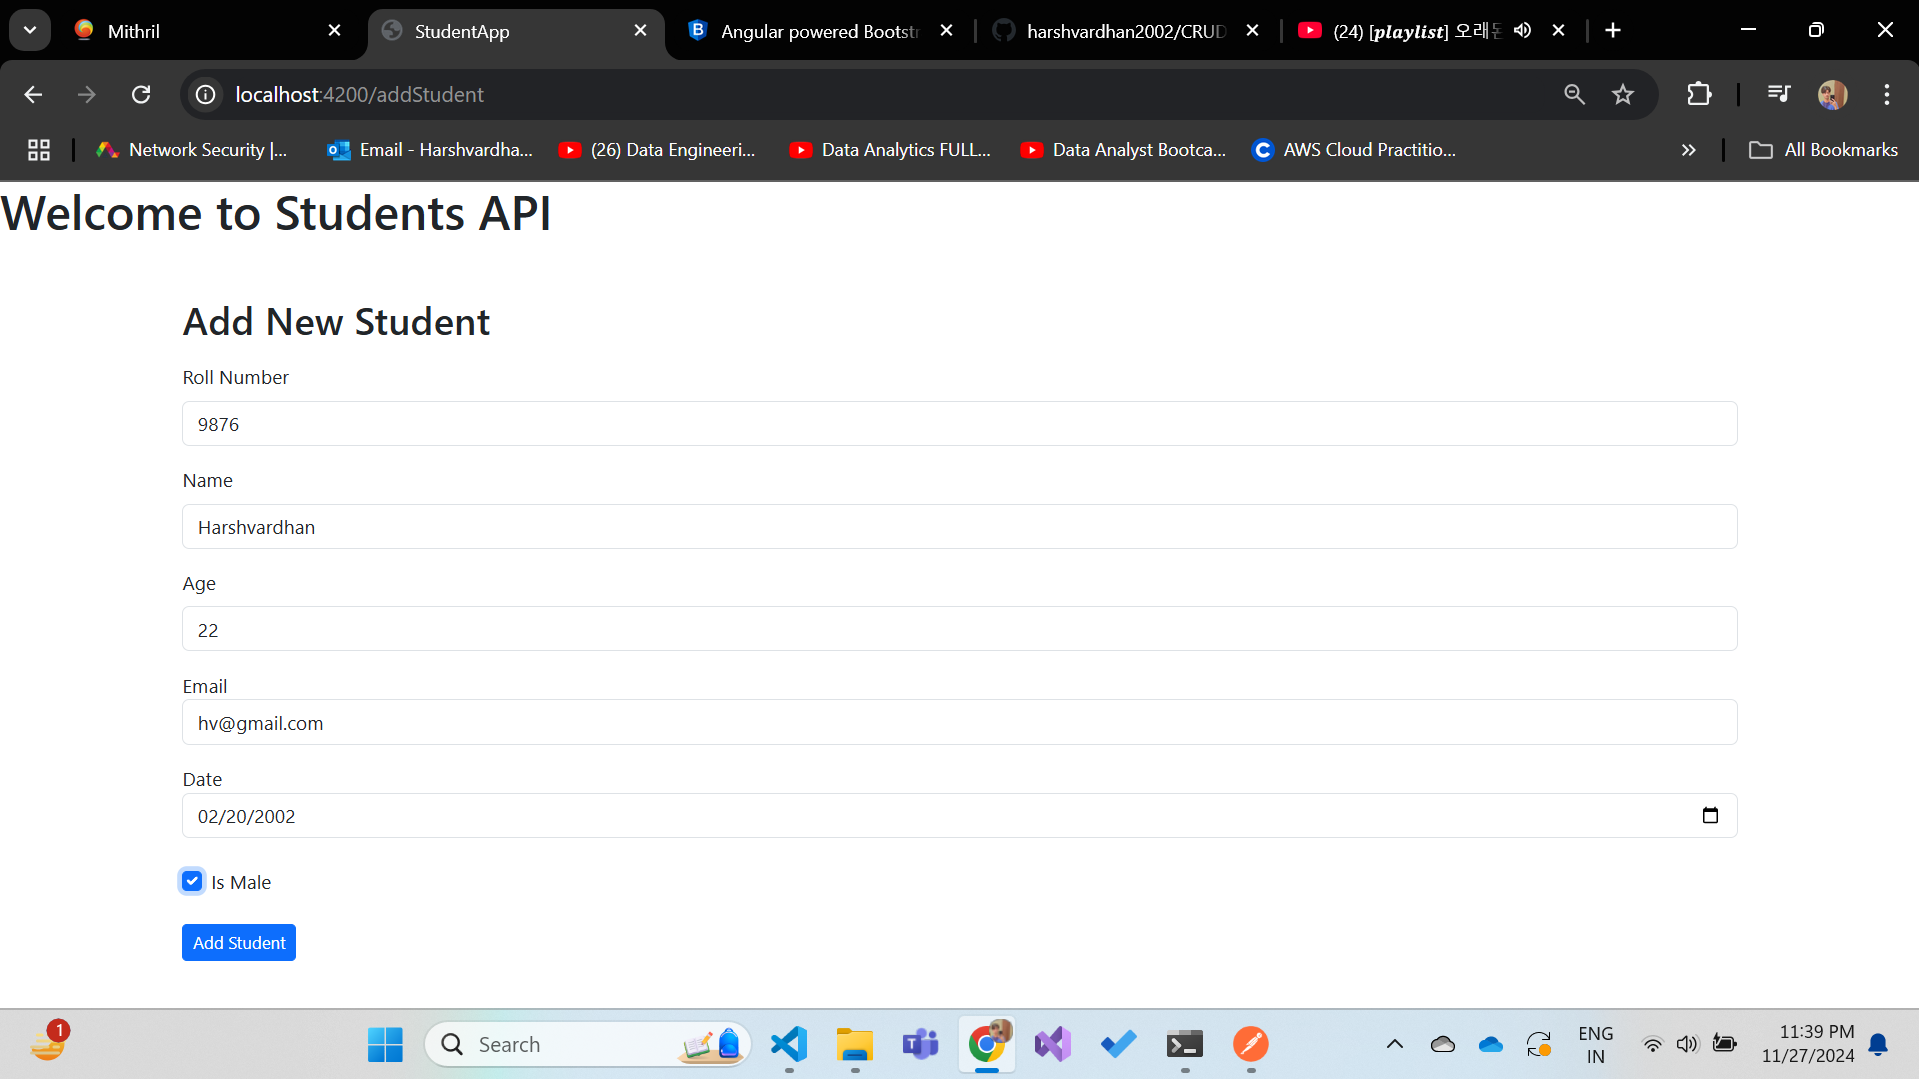 Mithril
StudentApp
Angular powered Bootstr
harshvardhan2002/CRUD
(24) [playlist] 오래된
localhost:4200/addStudent
Network Security |...
Email - Harshvardha...
(26) Data Engineeri...
Data Analytics FULL...
Data Analyst Bootca...
AWS Cloud Practitio...
All Bookmarks
Welcome to Students API
Add New Student
Roll Number
9876
Name
Harshvardhan
Age
22
Email
hv@gmail.com
Date
02/20/2002
Is Male
Add Student
1
Search
ENG
IN
11:39 PM
11/27/2024